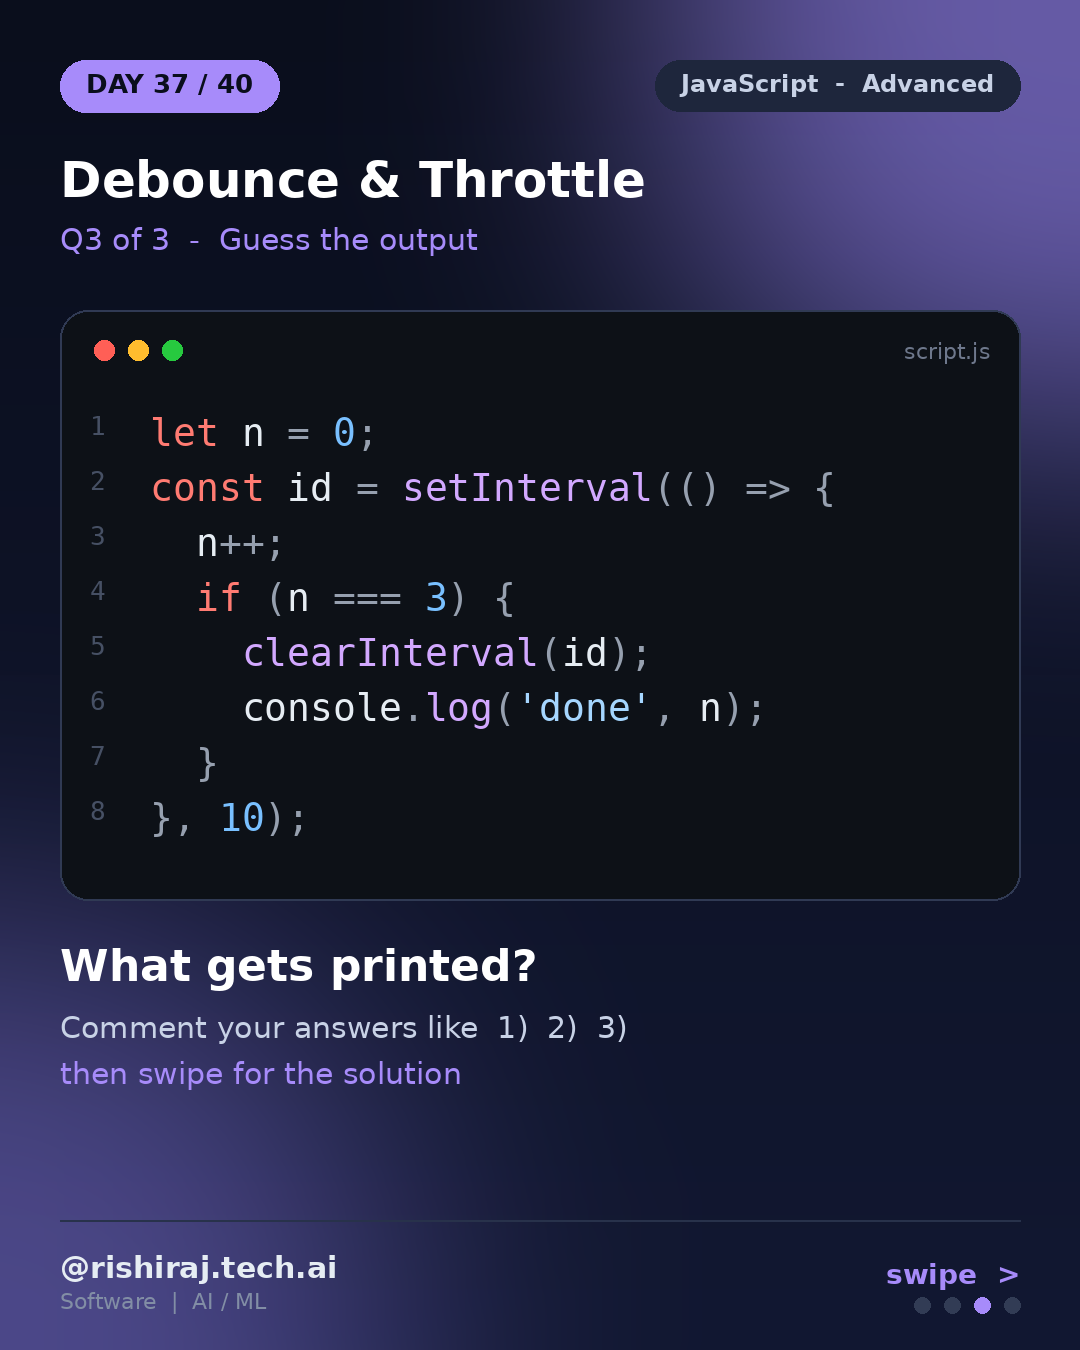 DAY 37 / 40
JavaScript - Advanced
Debounce & Throttle
Q3 of 3 - Guess the output
script.js
1 let n = 0;
2 const id = setInterval(() => {
3   n++;
4   if (n === 3) {
5     clearInterval(id);
6     console.log('done', n);
7   }
8 }, 10);
What gets printed?
Comment your answers like 1) 2) 3)
then swipe for the solution
@rishiraj.tech.ai
swipe >
Software | AI / ML